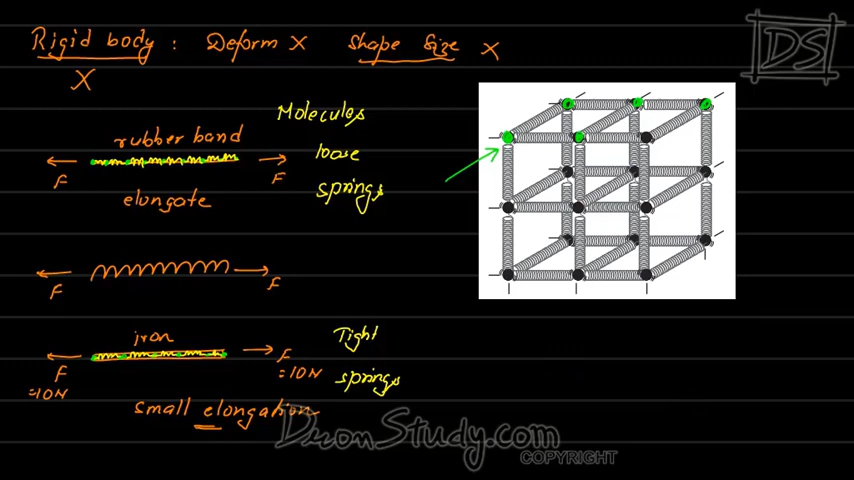 Rigid body : Deform X Shape Size X
X
DS
Molecules
rubber band
loose
F F
springs
elongate
F F
iron
Tight
F F
=10N =10N
springs
small elongation
DronStudy.com
COPYRIGHT